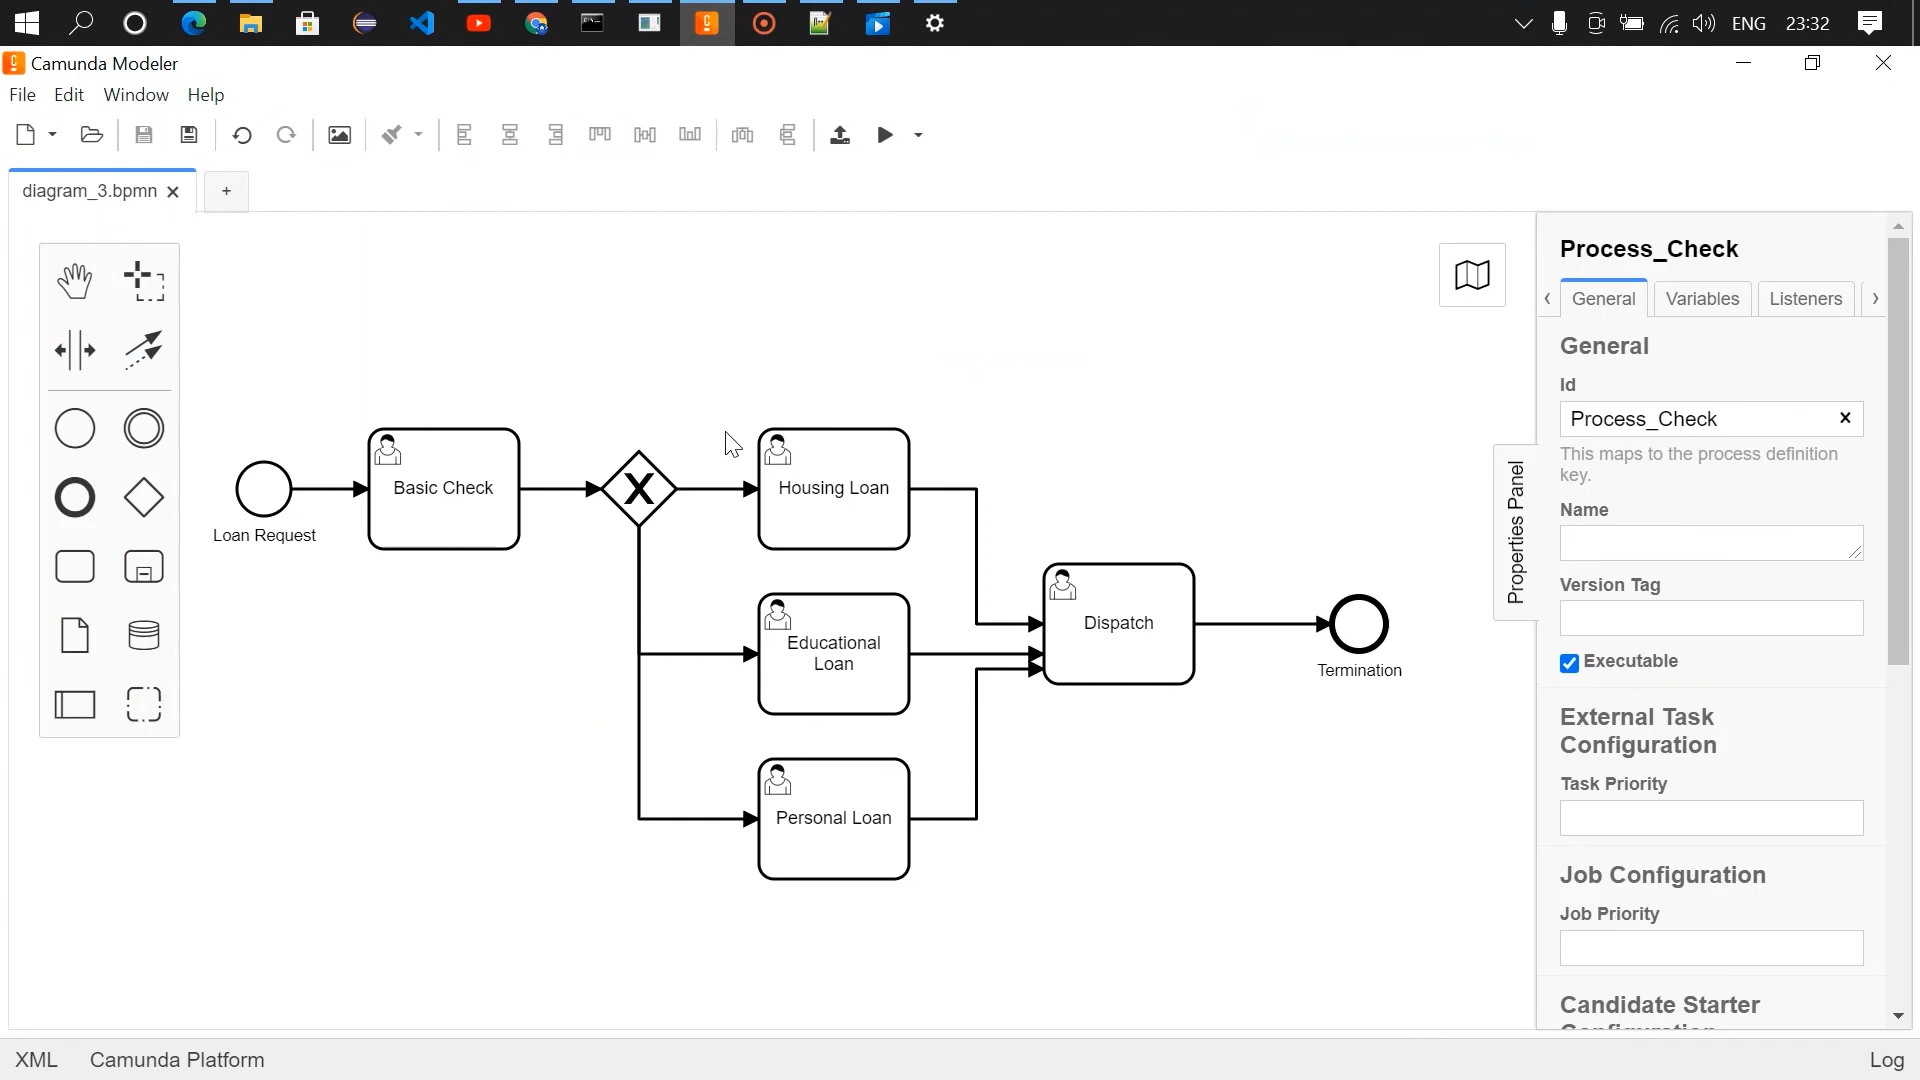 ENG 23:32
Camunda Modeler
File Edit Window Help
diagram_3.bpmn
+
Process_Check
General Variables Listeners
General
Id
Process_Check
This maps to the process definition
key.
Name
Version Tag
Executable
External Task
Configuration
Task Priority
Job Configuration
Job Priority
Candidate Starter
Configuration
Properties Panel
Loan Request
Basic Check
X
Housing Loan
Educational
Loan
Personal Loan
Dispatch
Termination
XML Camunda Platform Log